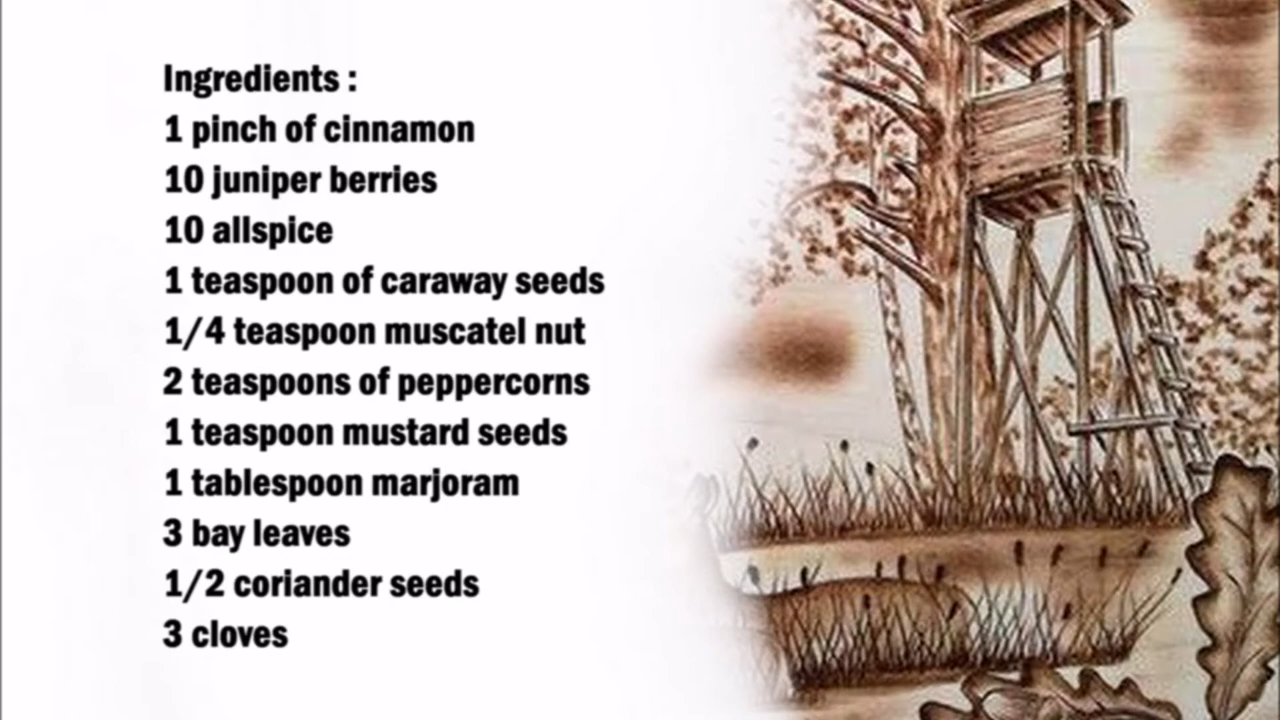 Ingredients :
1 pinch of cinnamon
10 juniper berries
10 allspice
1 teaspoon of caraway seeds
1/4 teaspoon muscatel nut
2 teaspoons of peppercorns
1 teaspoon mustard seeds
1 tablespoon marjoram
3 bay leaves
1/2 coriander seeds
3 cloves